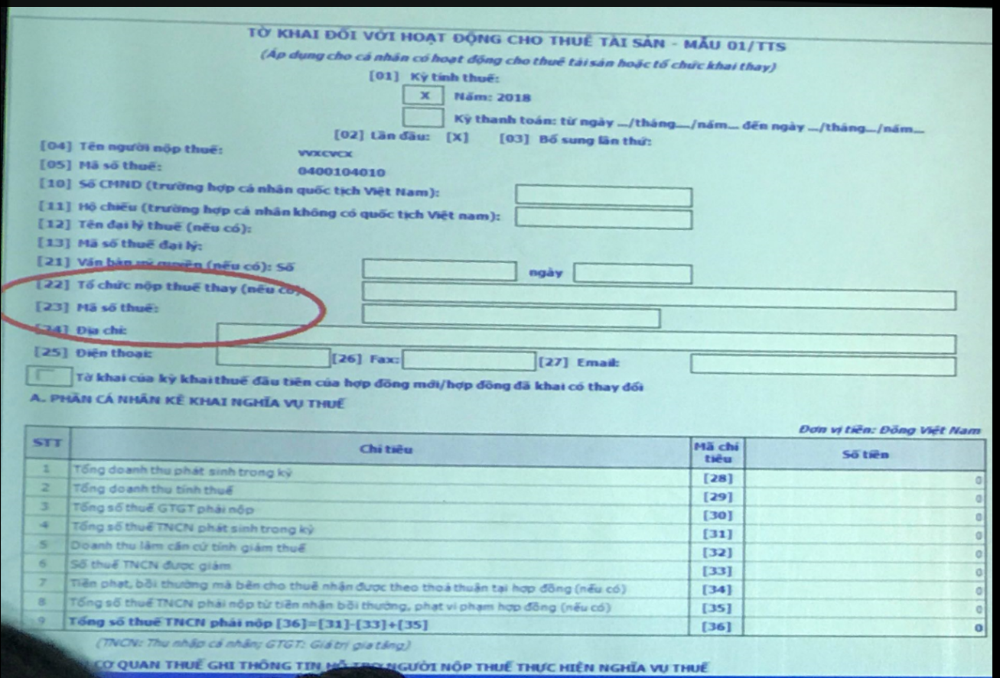 TỜ KHAI ĐỐI VỚI HOẠT ĐỘNG CHO THUÊ TÀI SẢN - MẪU 01/TTS
(Áp dụng cho cá nhân có hoạt động cho thuê tài sản hoặc tổ chức khai thay)
[01] Kỳ tính thuế:
X Năm: 2018
Kỳ thanh toán: từ ngày .../tháng..../năm... đến ngày .../tháng.../năm...
[02] Lần đầu: [X] [03] Bổ sung lần thứ:
[04] Tên người nộp thuế: vvxcvcx
[05] Mã số thuế: 0400104010
[10] Số CMND (trường hợp cá nhân quốc tịch Việt Nam):
[11] Hộ chiếu (trường hợp cá nhân không có quốc tịch Việt nam):
[12] Tên đại lý thuế (nếu có):
[13] Mã số thuế đại lý:
[21] Văn bản uỷ quyền (nếu có): Số ngày
[22] Tổ chức nộp thuế thay (nếu có):
[23] Mã số thuế:
[24] Địa chỉ:
[25] Điện thoại: [26] Fax: [27] Email:
Tờ khai của kỳ khai thuế đầu tiên của hợp đồng mới/hợp đồng đã khai có thay đổi
A. PHẦN CÁ NHÂN KÊ KHAI NGHĨA VỤ THUẾ
Đơn vị tiền: Đồng Việt Nam
STT Chỉ tiêu Mã chỉ tiêu Số tiền
1 Tổng doanh thu phát sinh trong kỳ [28] 0
2 Tổng doanh thu tính thuế [29] 0
3 Tổng số thuế GTGT phải nộp [30] 0
4 Tổng số thuế TNCN phát sinh trong kỳ [31] 0
5 Doanh thu làm căn cứ tính giảm thuế [32] 0
6 Số thuế TNCN được giảm [33] 0
7 Tiền phạt, bồi thường mà bên cho thuê nhận được theo thoả thuận tại hợp đồng (nếu có) [34] 0
8 Tổng số thuế TNCN phải nộp từ tiền nhận bồi thường, phạt vi phạm hợp đồng (nếu có) [35] 0
9 Tổng số thuế TNCN phải nộp [36]=[31]-[33]+[35] [36] 0
(TNCN: Thu nhập cá nhân; GTGT: Giá trị gia tăng)
CƠ QUAN THUẾ GHI THÔNG TIN HỖ TRỢ NGƯỜI NỘP THUẾ THỰC HIỆN NGHĨA VỤ THUẾ